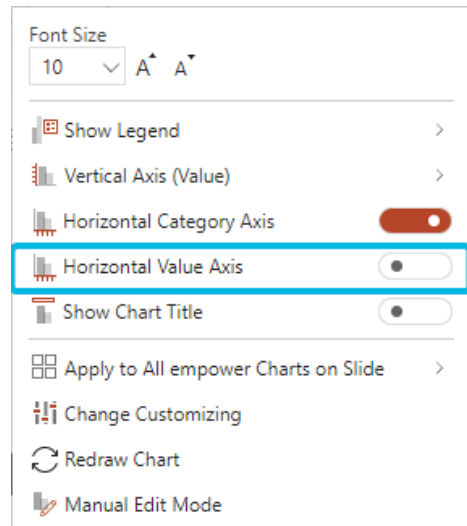 Font Size
10 A A
Show Legend
Vertical Axis (Value)
Horizontal Category Axis
Horizontal Value Axis
Show Chart Title
Apply to All empower Charts on Slide
Change Customizing
Redraw Chart
Manual Edit Mode